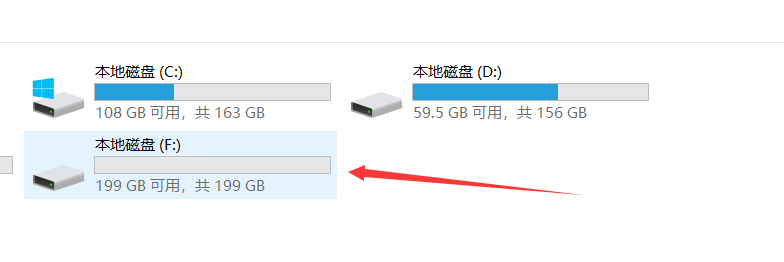 本地磁盘 (C:)
108 GB 可用，共 163 GB
本地磁盘 (D:)
59.5 GB 可用，共 156 GB
本地磁盘 (F:)
199 GB 可用，共 199 GB